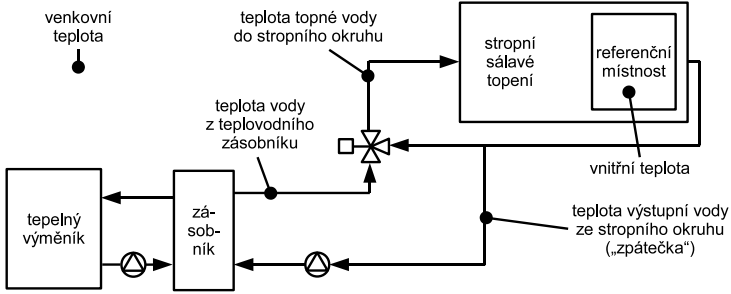 venkovní
teplota
teplota topné vody
do stropního okruhu
stropní
sálavé
topení
referenční
místnost
teplota vody
z teplovodního
zásobníku
vnitřní teplota
tepelný
výměník
zá-
sob-
ník
teplota výstupní vody
ze stropního okruhu
(„zpátečka“)